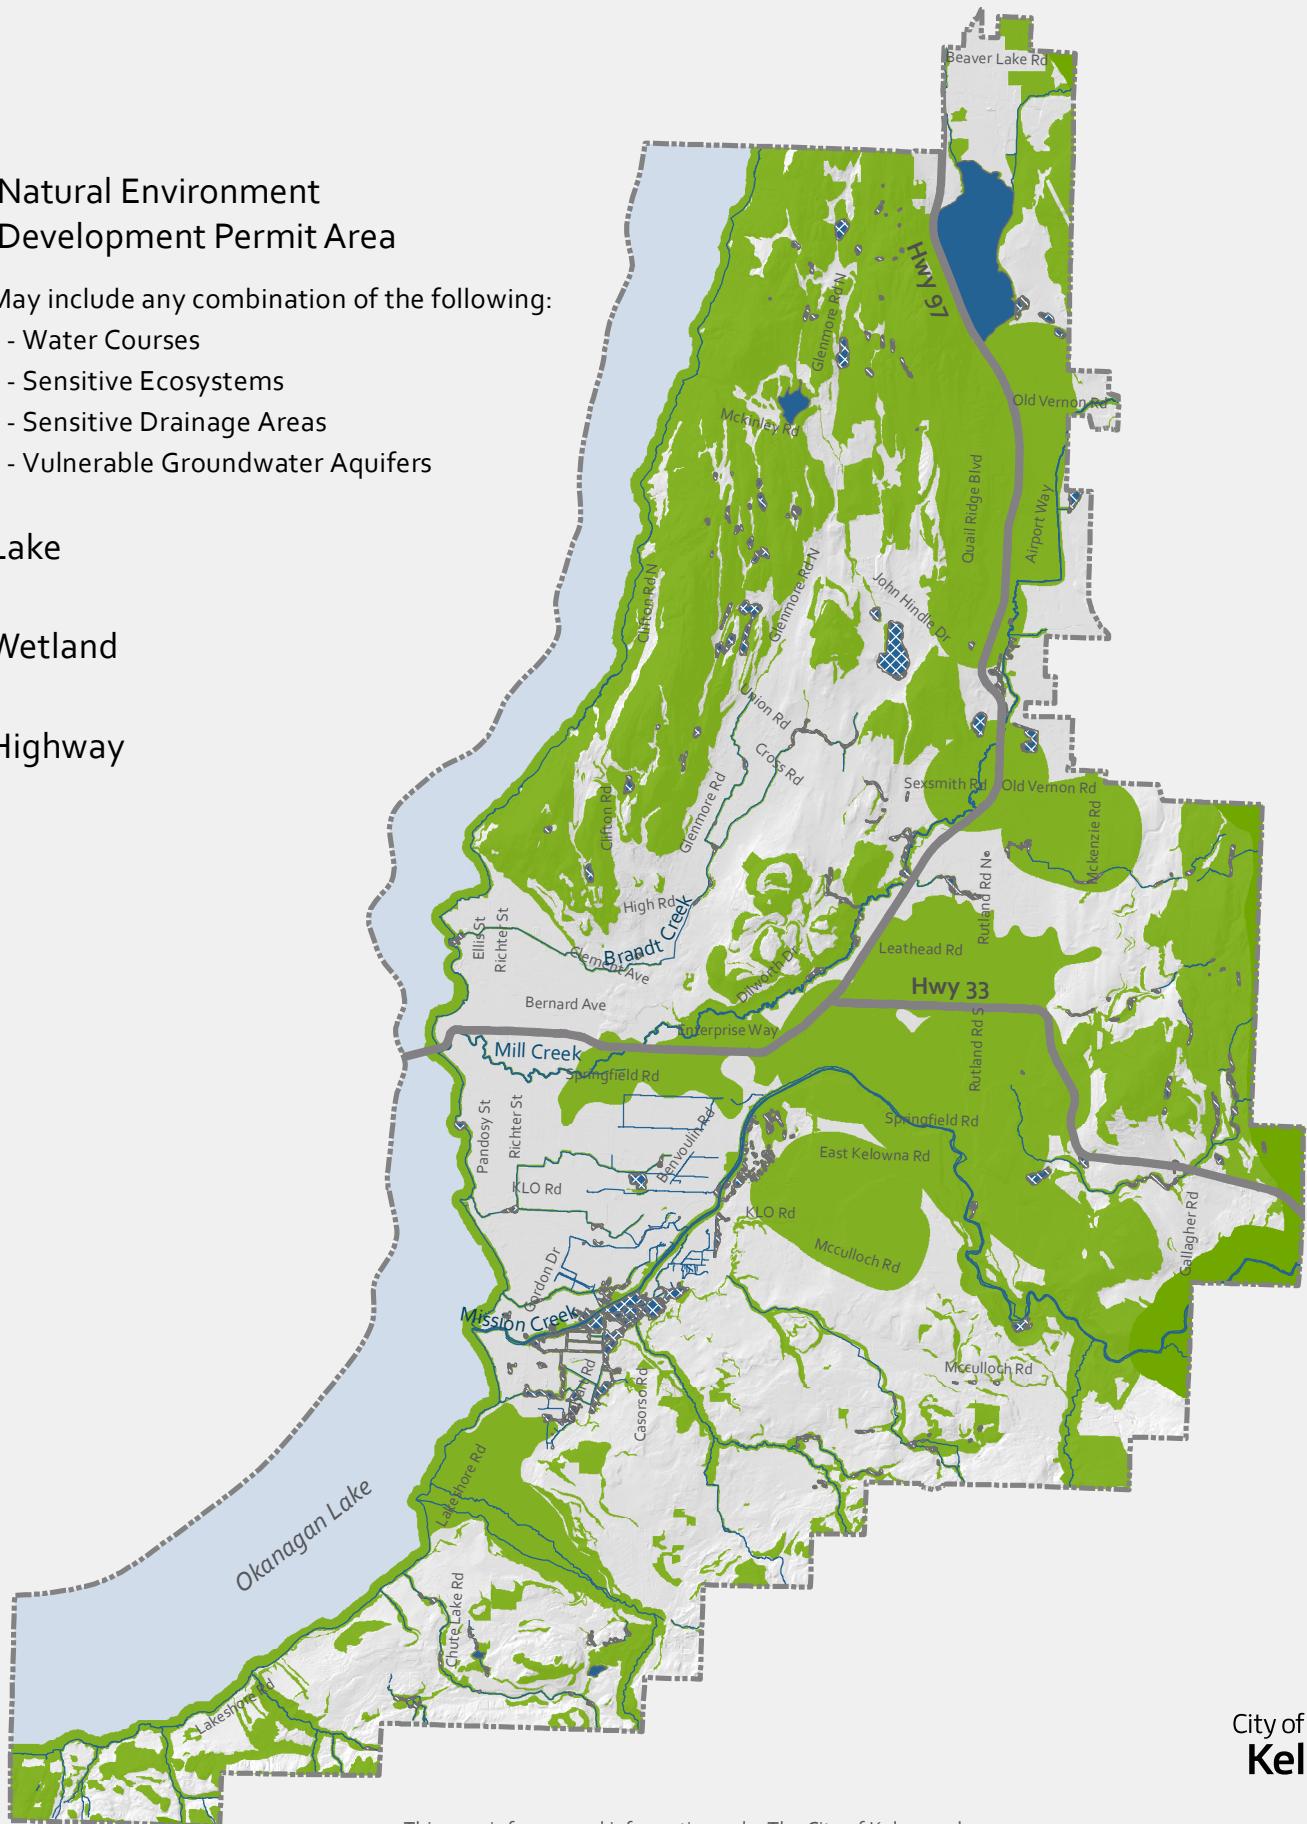 Natural Environment
Development Permit Area
May include any combination of the following:
- Water Courses
- Sensitive Ecosystems
- Sensitive Drainage Areas
- Vulnerable Groundwater Aquifers
Lake
Wetland
Highway
Beaver Lake Rd
Hwy 97
Glenmore Rd N
Old Vernon Rd
Mckinley Rd
Quail Ridge Blvd
Airport Way
Clifton Rd N
Glenmore Rd N
John Hindle Dr
Union Rd
Cross Rd
Sexsmith Rd
Old Vernon Rd
Clifton Rd
Glenmore Rd
Mckenzie Rd
Rutland Rd N
High Rd
Ellis St
Richter St
Brandt Creek
Clement Ave
Leathead Rd
Dilworth Dr
Hwy 33
Bernard Ave
Enterprise Way
Rutland Rd S
Mill Creek
Springfield Rd
Pandosy St
Richter St
Benvoulin Rd
Springfield Rd
East Kelowna Rd
KLO Rd
KLO Rd
Gallagher Rd
Mcculloch Rd
Gordon Dr
Mission Creek
Mcculloch Rd
Casorso Rd
Lakeshore Rd
Okanagan Lake
Chute Lake Rd
Lakeshore Rd
City of
Kel